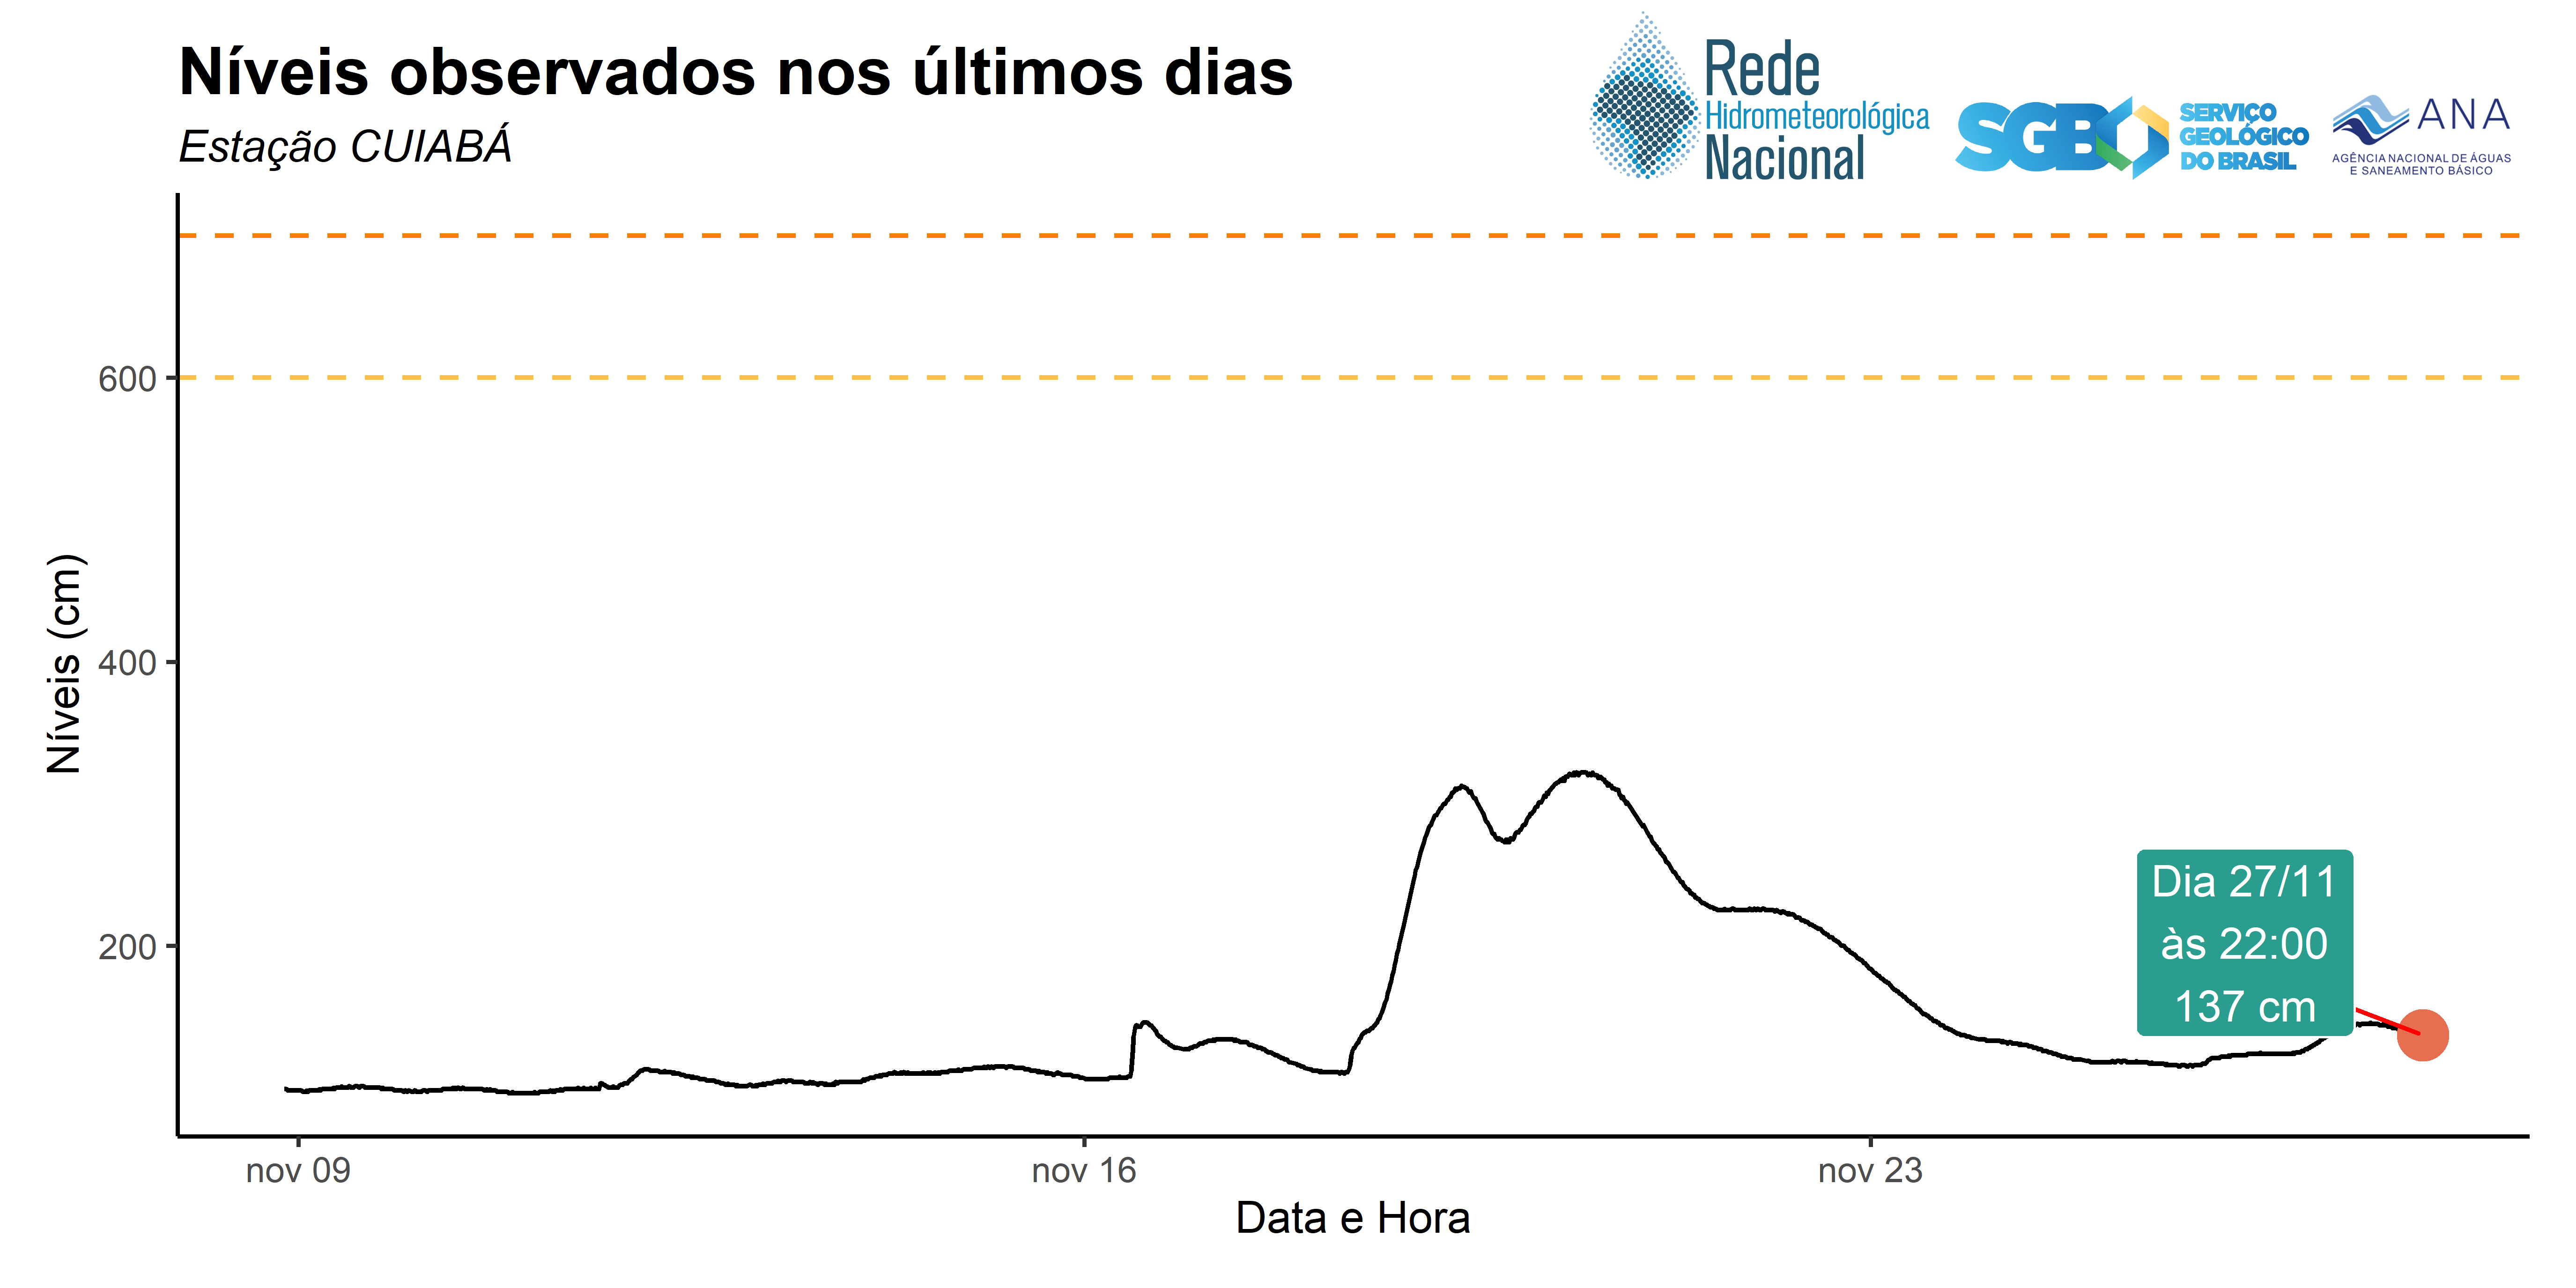 Níveis observados nos últimos dias
Estação CUIABÁ
Rede
Hidrometeorológica
Nacional
SGB
SERVIÇO
GEOLÓGICO
DO BRASIL
ANA
AGÊNCIA NACIONAL DE ÁGUAS
E SANEAMENTO BÁSICO
600
400
200
Níveis (cm)
Dia 27/11
às 22:00
137 cm
nov 09
nov 16
nov 23
Data e Hora